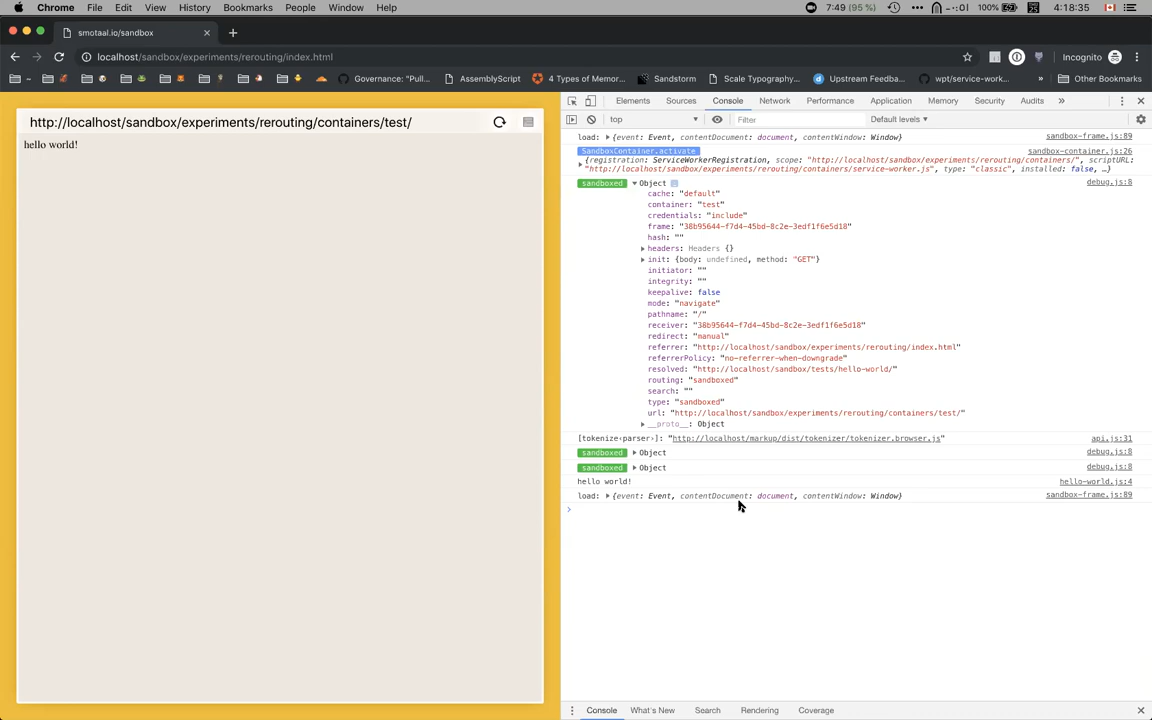 Chrome File Edit View History Bookmarks People Window Help 7:49 (95 %) 100% 4:18:35
smotaal.io/sandbox
localhost/sandbox/experiments/rerouting/index.html Incognito
Governance: "Pull... AssemblyScript 4 Types of Memor... Sandstorm Scale Typography... Upstream Feedba... wpt/service-work... » Other Bookmarks
Elements Sources Console Network Performance Application Memory Security Audits »
top Filter Default levels
http://localhost/sandbox/experiments/rerouting/containers/test/
hello world!
load: {event: Event, contentDocument: document, contentWindow: Window} sandbox-frame.js:89
SandboxContainer.activate sandbox-container.js:26
{registration: ServiceWorkerRegistration, scope: "http://localhost/sandbox/experiments/rerouting/containers/", scriptURL:
"http://localhost/sandbox/experiments/rerouting/containers/service-worker.js", type: "classic", installed: false, …}
sandboxed Object debug.js:8
cache: "default"
container: "test"
credentials: "include"
frame: "38b95644-f7d4-45bd-8c2e-3edf1f6e5d18"
hash: ""
headers: Headers {}
init: {body: undefined, method: "GET"}
initiator: ""
integrity: ""
keepalive: false
mode: "navigate"
pathname: "/"
receiver: "38b95644-f7d4-45bd-8c2e-3edf1f6e5d18"
redirect: "manual"
referrer: "http://localhost/sandbox/experiments/rerouting/index.html"
referrerPolicy: "no-referrer-when-downgrade"
resolved: "http://localhost/sandbox/tests/hello-world/"
routing: "sandboxed"
search: ""
type: "sandboxed"
url: "http://localhost/sandbox/experiments/rerouting/containers/test/"
__proto__: Object
[tokenize‹parser›]: "http://localhost/markup/dist/tokenizer/tokenizer.browser.js" api.js:31
sandboxed Object debug.js:8
sandboxed Object debug.js:8
hello world! hello-world.js:4
load: {event: Event, contentDocument: document, contentWindow: Window} sandbox-frame.js:89
Console What's New Search Rendering Coverage